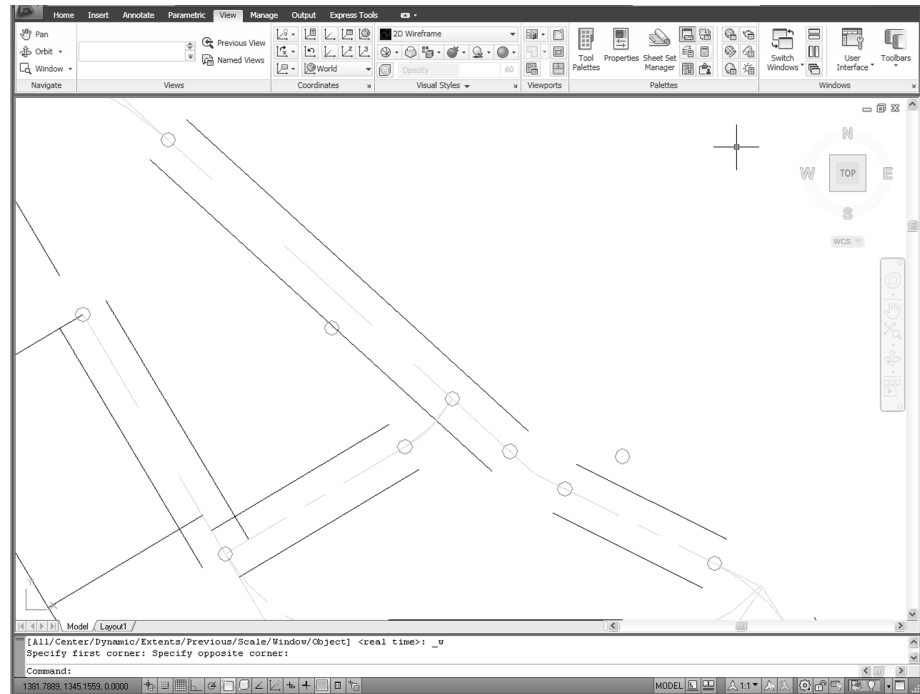 Home Insert Annotate Parametric View Manage Output Express Tools
Pan
Orbit
Window
Previous View
Named Views
World
2D Wireframe
Opacity 60
Tool Palettes
Properties
Sheet Set Manager
Switch Windows
User Interface
Toolbars
Navigate Views Coordinates Visual Styles Viewports Palettes Windows
N
W TOP E
S
WCS
Y
X
Model Layout1
[All/Center/Dynamic/Extents/Previous/Scale/Window/Object] <real time>: _w
Specify first corner: Specify opposite corner:
Command:
1381.7889, 1345.1559, 0.0000 MODEL 1:1